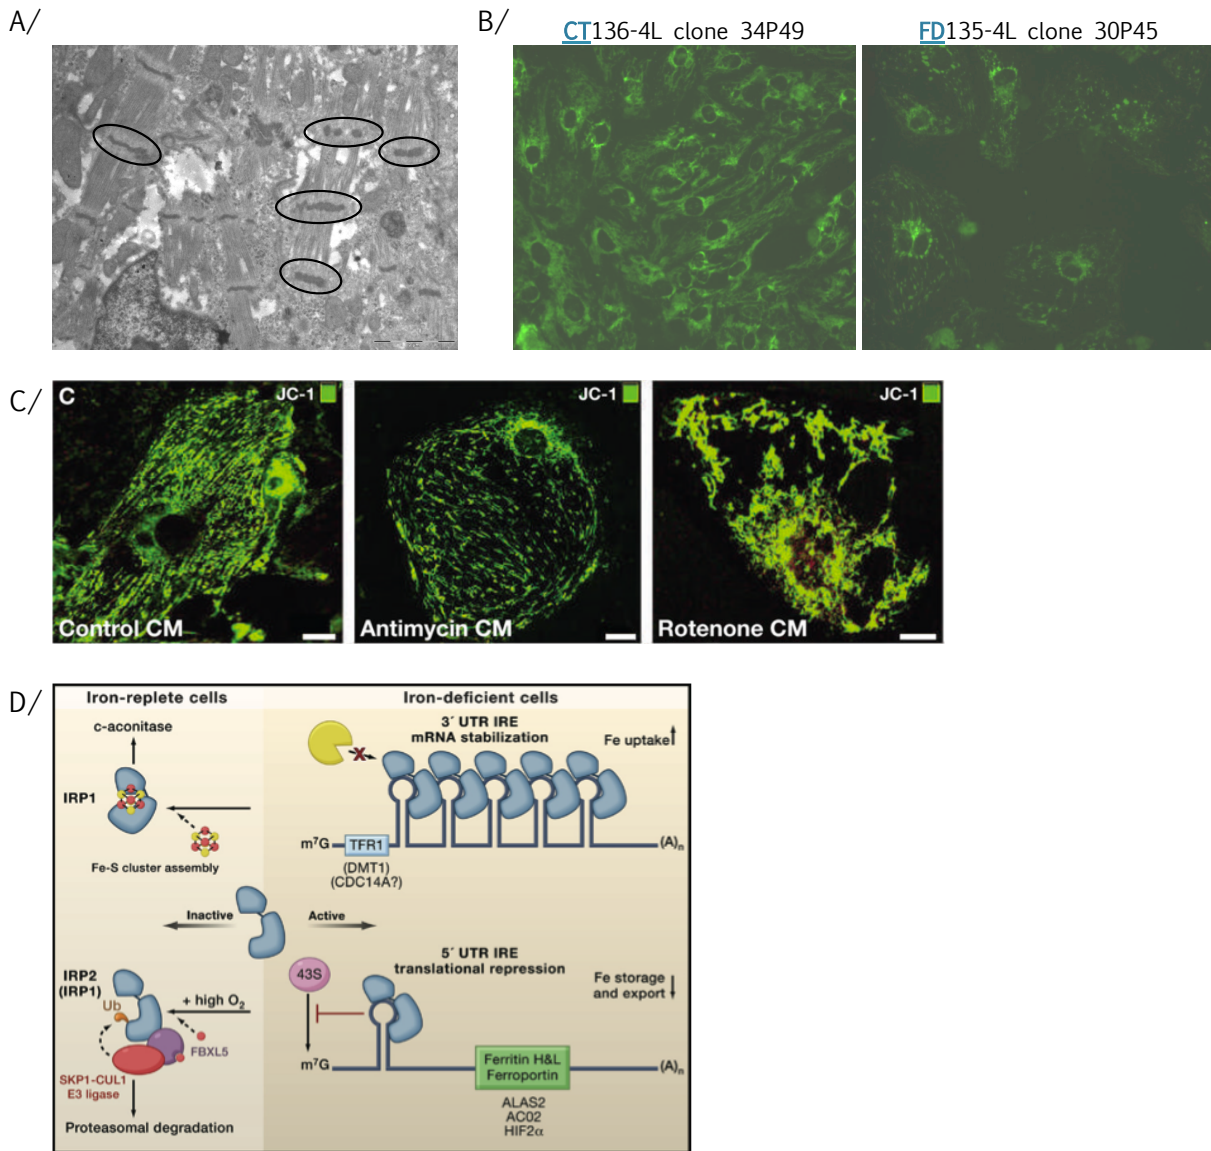 A/
B/
CT136-4L clone 34P49
FD135-4L clone 30P45
C/
C
JC-1
Control CM
JC-1
Antimycin CM
JC-1
Rotenone CM
D/
Iron-replete cells
c-aconitase
IRP1
Fe-S cluster assembly
Iron-deficient cells
3′ UTR IRE
mRNA stabilization
Fe uptake
X
m⁷G
TFR1
(A)n
(DMT1)
(CDC14A?)
Inactive
Active
IRP2
(IRP1)
Ub
+ high O₂
FBXL5
SKP1-CUL1
E3 ligase
Proteasomal degradation
43S
5′ UTR IRE
translational repression
Fe storage
and export
m⁷G
Ferritin H&L
Ferroportin
(A)n
ALAS2
AC02
HIF2α